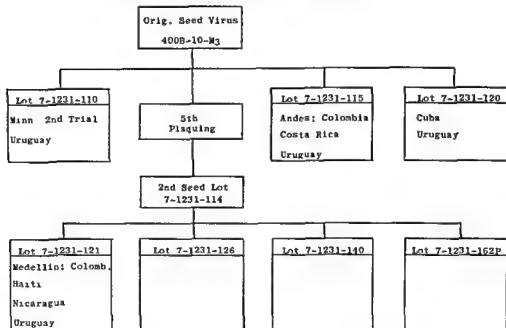 Orig. Seed Virus
400B-10-M3
Lot 7-1231-110
Minn 2nd Trial
Uruguay
5th
Plaquing
Lot 7-1231-115
Andes; Colombia
Costa Rica
Uruguay
Lot 7-1231-120
Cuba
Uruguay
2nd Seed Lot
7-1231-114
Lot 7-1231-121
Medellin; Colomb.
Haiti
Nicaragua
Uruguay
Lot 7-1231-126
Lot 7-1231-140
Lot 7-1231-162P